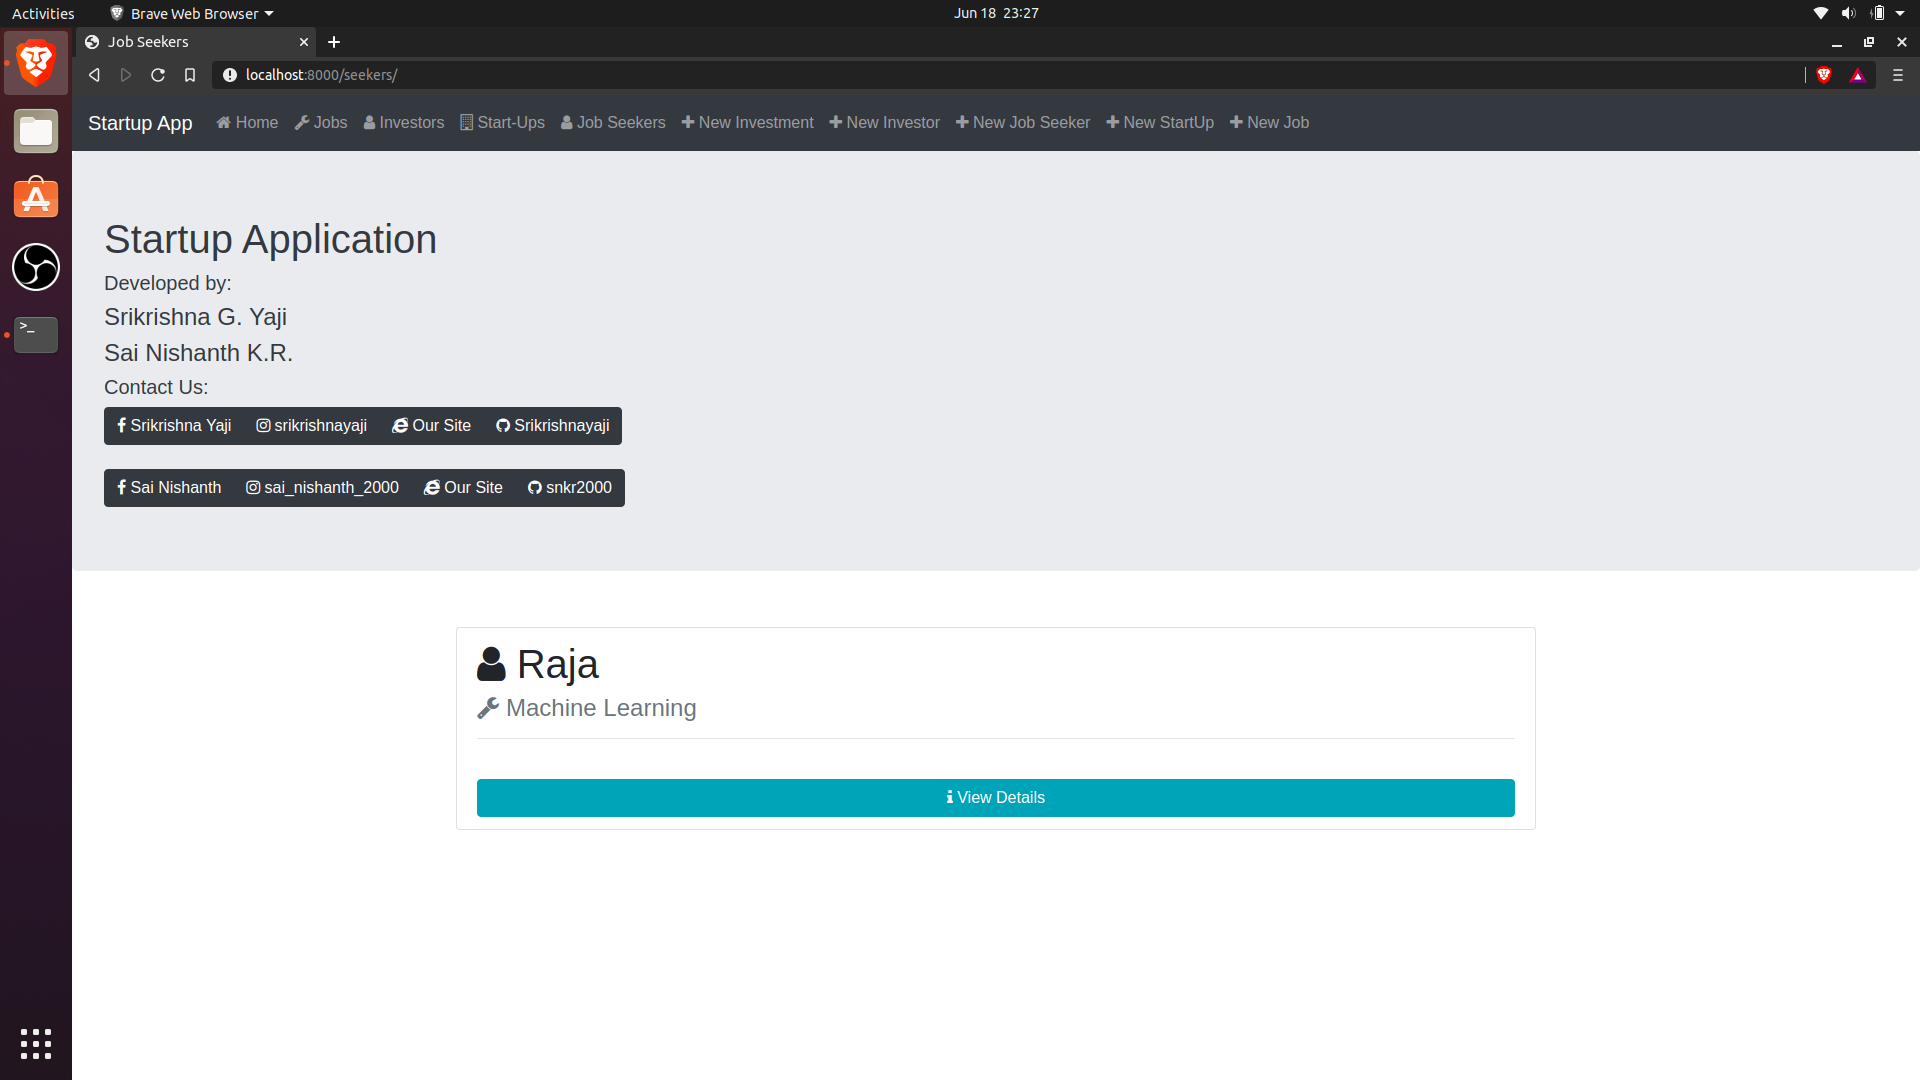 Activities Brave Web Browser Jun 18 23:27
Job Seekers
localhost:8000/seekers/
Startup App Home Jobs Investors Start-Ups Job Seekers New Investment New Investor New Job Seeker New StartUp New Job
Startup Application
Developed by:
Srikrishna G. Yaji
Sai Nishanth K.R.
Contact Us:
Srikrishna Yaji srikrishnayaji Our Site Srikrishnayaji
Sai Nishanth sai_nishanth_2000 Our Site snkr2000
Raja
Machine Learning
View Details